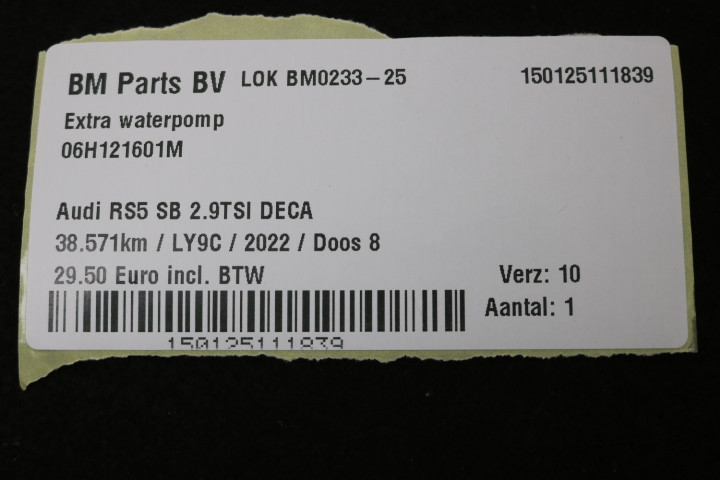 BM Parts BV LOK BM0233-25 150125111839
Extra waterpomp
06H121601M
Audi RS5 SB 2.9TSI DECA
38.571km / LY9C / 2022 / Doos 8
29.50 Euro incl. BTW Verz: 10
Aantal: 1
150125111839